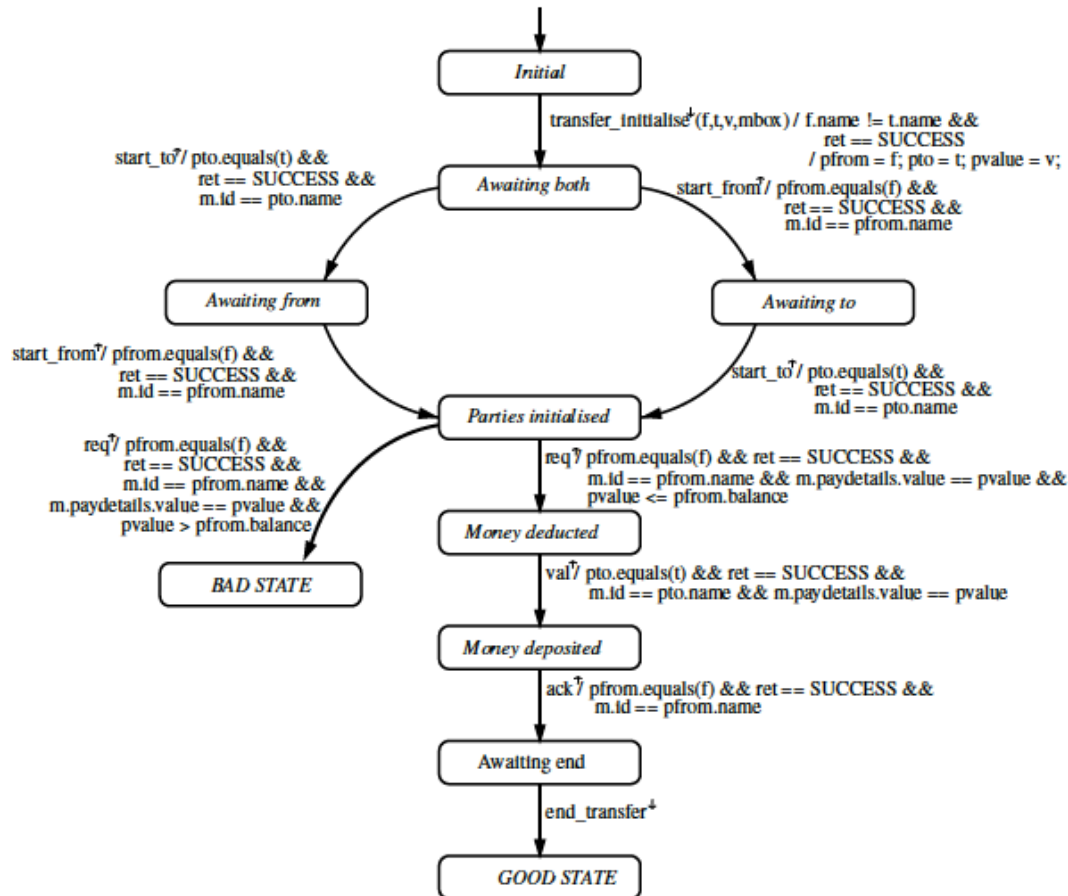 Initial
transfer_initialise↓(f,t,v,mbox) / f.name != t.name &&
ret == SUCCESS
/ pfrom = f; pto = t; pvalue = v;
start_to↑/ pto.equals(t) &&
ret == SUCCESS &&
m.id == pto.name
Awaiting both
start_from↑/ pfrom.equals(f) &&
ret == SUCCESS &&
m.id == pfrom.name
Awaiting from
Awaiting to
start_from↑/ pfrom.equals(f) &&
ret == SUCCESS &&
m.id == pfrom.name
start_to↑/ pto.equals(t) &&
ret == SUCCESS &&
m.id == pto.name
Parties initialised
req↑/ pfrom.equals(f) &&
ret == SUCCESS &&
m.id == pfrom.name &&
m.paydetails.value == pvalue &&
pvalue > pfrom.balance
req↑/ pfrom.equals(f) && ret == SUCCESS &&
m.id == pfrom.name && m.paydetails.value == pvalue &&
pvalue <= pfrom.balance
Money deducted
BAD STATE
val↑/ pto.equals(t) && ret == SUCCESS &&
m.id == pto.name && m.paydetails.value == pvalue
Money deposited
ack↑/ pfrom.equals(f) && ret == SUCCESS &&
m.id == pfrom.name
Awaiting end
end_transfer↓
GOOD STATE